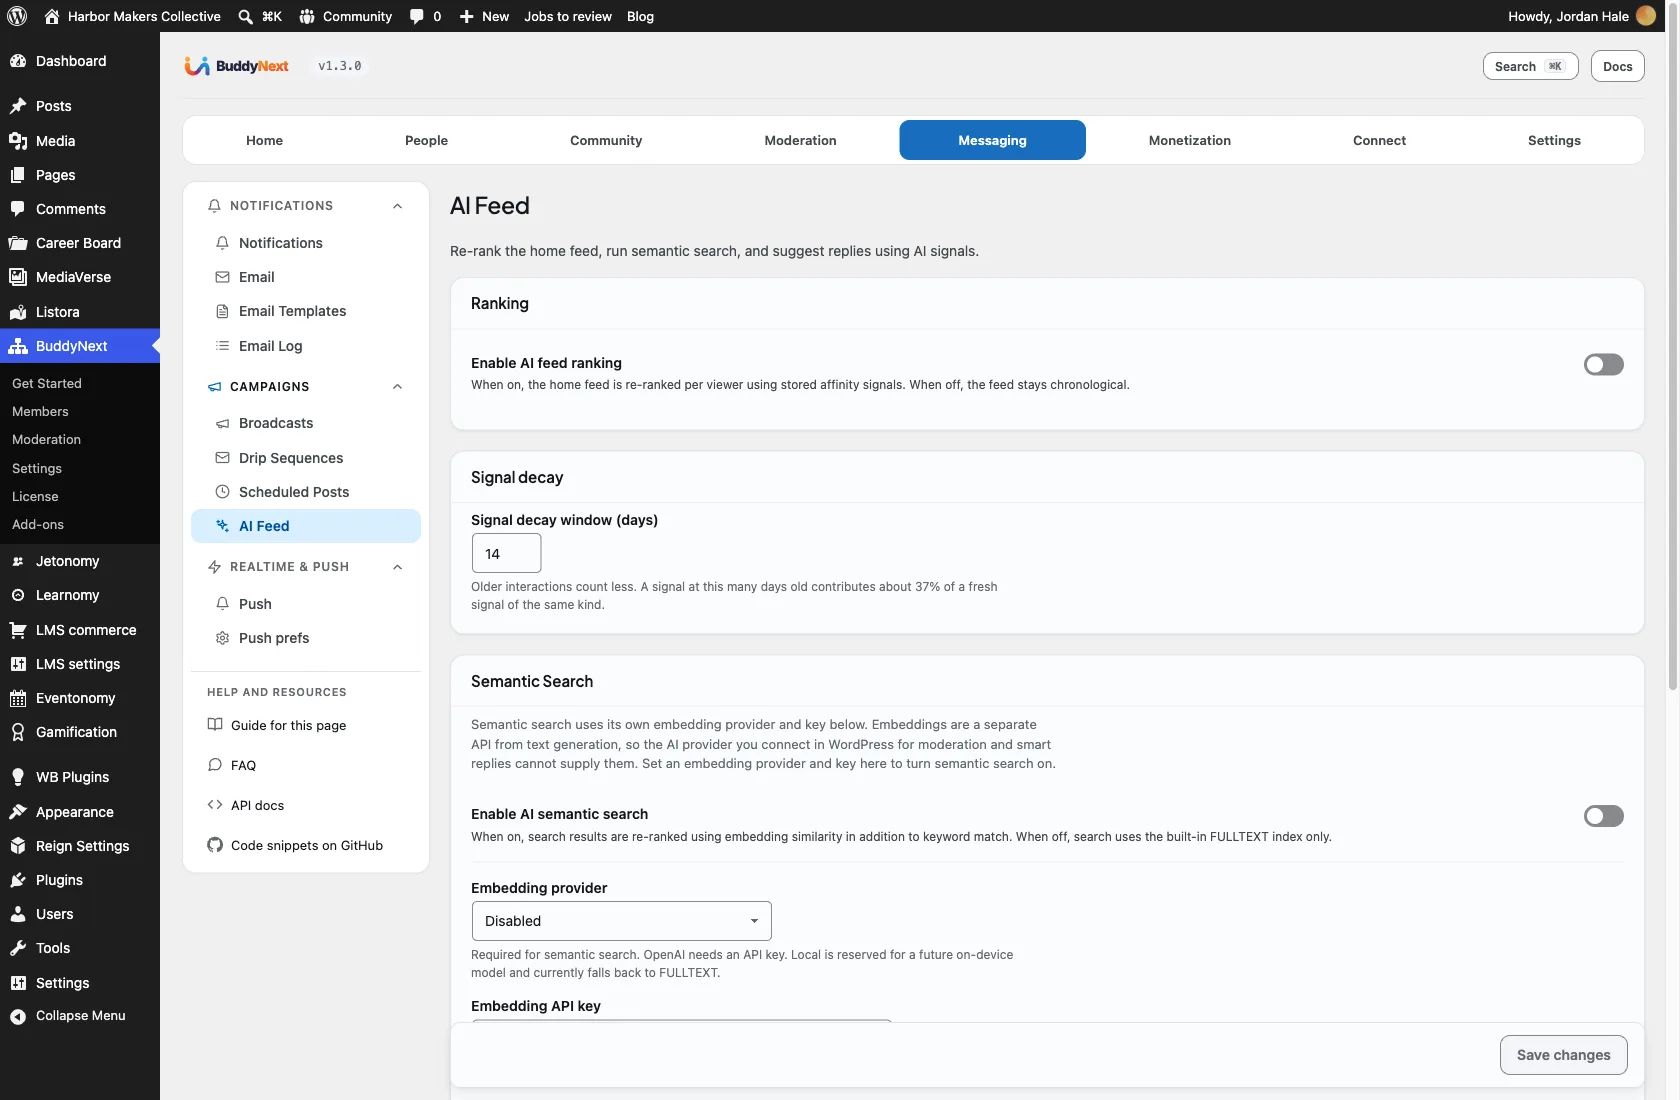 Harbor Makers Collective
⌘K
Community
0
New
Jobs to review
Blog
Howdy, Jordan Hale
Dashboard
Posts
Media
Pages
Comments
Career Board
MediaVerse
Listora
BuddyNext
Get Started
Members
Moderation
Settings
License
Add-ons
Jetonomy
Learnomy
LMS commerce
LMS settings
Eventonomy
Gamification
WB Plugins
Appearance
Reign Settings
Plugins
Users
Tools
Settings
Collapse Menu
BuddyNext
v1.3.0
Search ⌘K
Docs
Home
People
Community
Moderation
Messaging
Monetization
Connect
Settings
NOTIFICATIONS
Notifications
Email
Email Templates
Email Log
CAMPAIGNS
Broadcasts
Drip Sequences
Scheduled Posts
AI Feed
REALTIME & PUSH
Push
Push prefs
HELP AND RESOURCES
Guide for this page
FAQ
API docs
Code snippets on GitHub
AI Feed
Re-rank the home feed, run semantic search, and suggest replies using AI signals.
Ranking
Enable AI feed ranking
When on, the home feed is re-ranked per viewer using stored affinity signals. When off, the feed stays chronological.
Signal decay
Signal decay window (days)
14
Older interactions count less. A signal at this many days old contributes about 37% of a fresh
signal of the same kind.
Semantic Search
Semantic search uses its own embedding provider and key below. Embeddings are a separate
API from text generation, so the AI provider you connect in WordPress for moderation and smart
replies cannot supply them. Set an embedding provider and key here to turn semantic search on.
Enable AI semantic search
When on, search results are re-ranked using embedding similarity in addition to keyword match. When off, search uses the built-in FULLTEXT index only.
Embedding provider
Disabled
Required for semantic search. OpenAI needs an API key. Local is reserved for a future on-device
model and currently falls back to FULLTEXT.
Embedding API key
Save changes